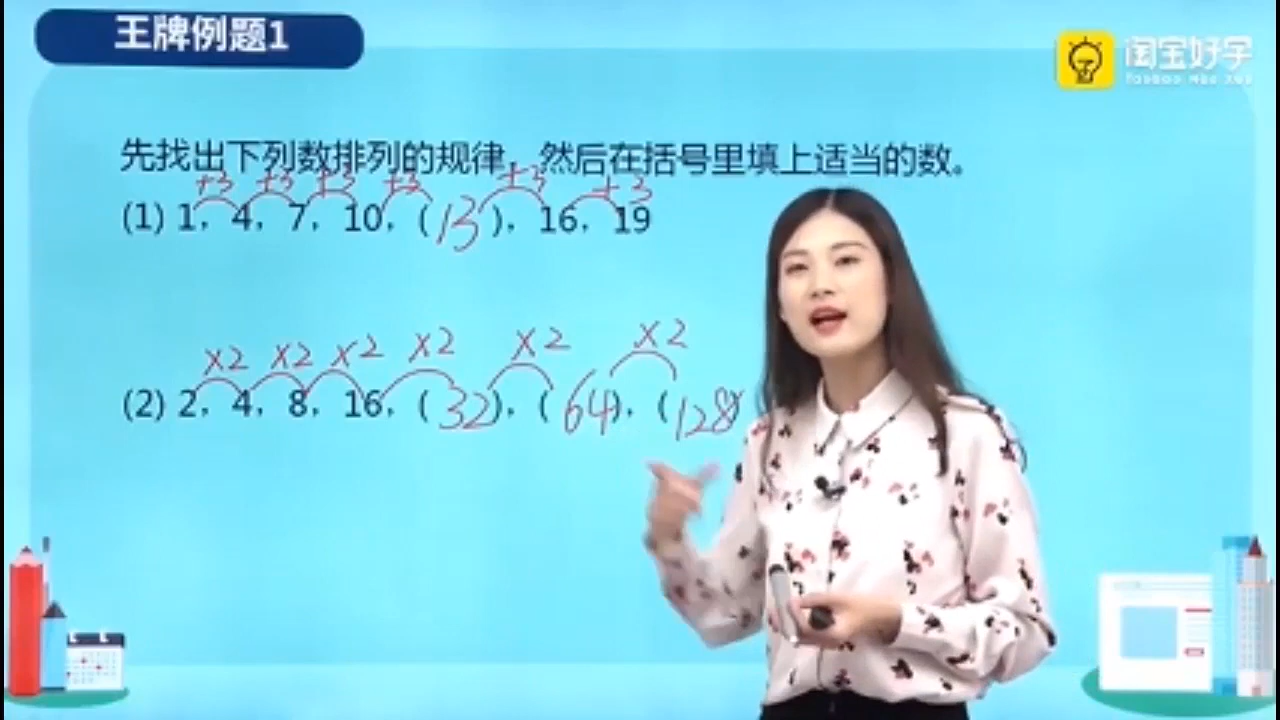 王牌例题1
淘宝好学
先找出下列数排列的规律，然后在括号里填上适当的数。
+3 +3 +3 +3 +3 +3
(1) 1，4，7，10，(13)，16，19
×2 ×2 ×2 ×2 ×2 ×2
(2) 2，4，8，16，(32)，(64)，(128)